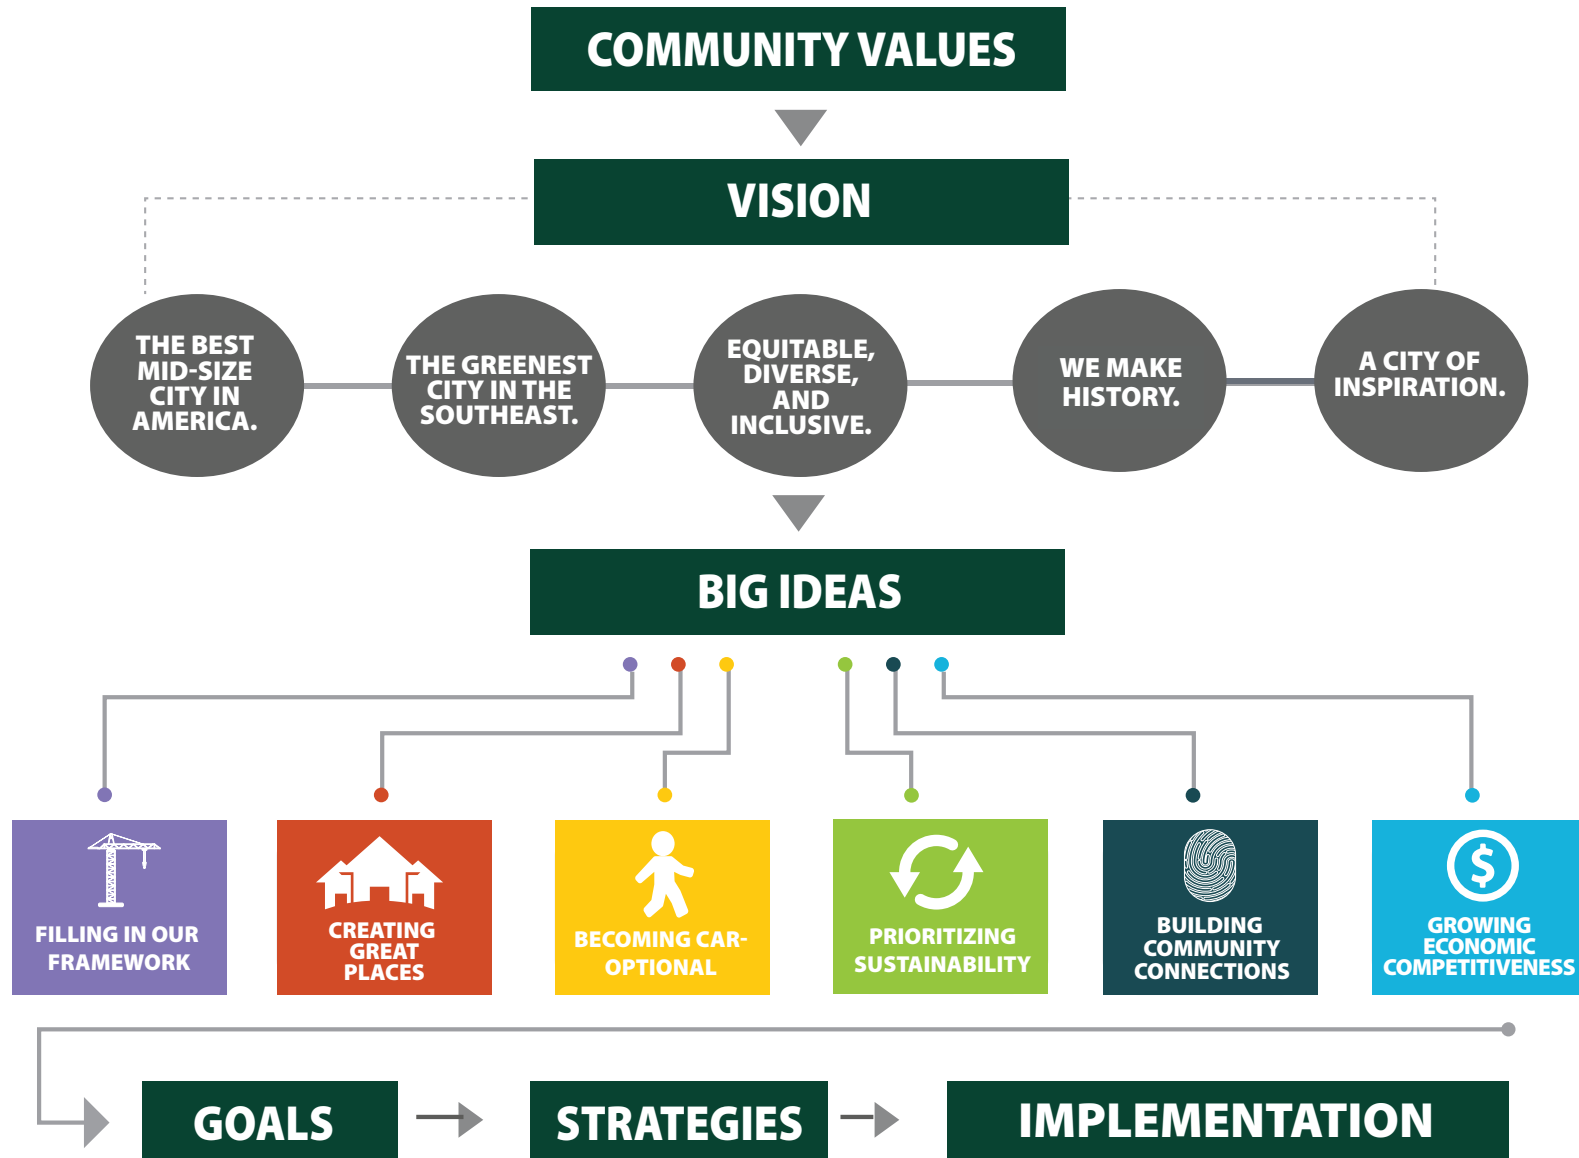 COMMUNITY VALUES
VISION
THE BEST
MID-SIZE
CITY IN
AMERICA.
THE GREENEST
CITY IN THE
SOUTHEAST.
EQUITABLE,
DIVERSE,
AND
INCLUSIVE.
WE MAKE
HISTORY.
A CITY OF
INSPIRATION.
BIG IDEAS
FILLING IN OUR
FRAMEWORK
CREATING
GREAT
PLACES
BECOMING CAR-
OPTIONAL
PRIORITIZING
SUSTAINABILITY
BUILDING
COMMUNITY
CONNECTIONS
$
GROWING
ECONOMIC
COMPETITIVENESS
GOALS
STRATEGIES
IMPLEMENTATION